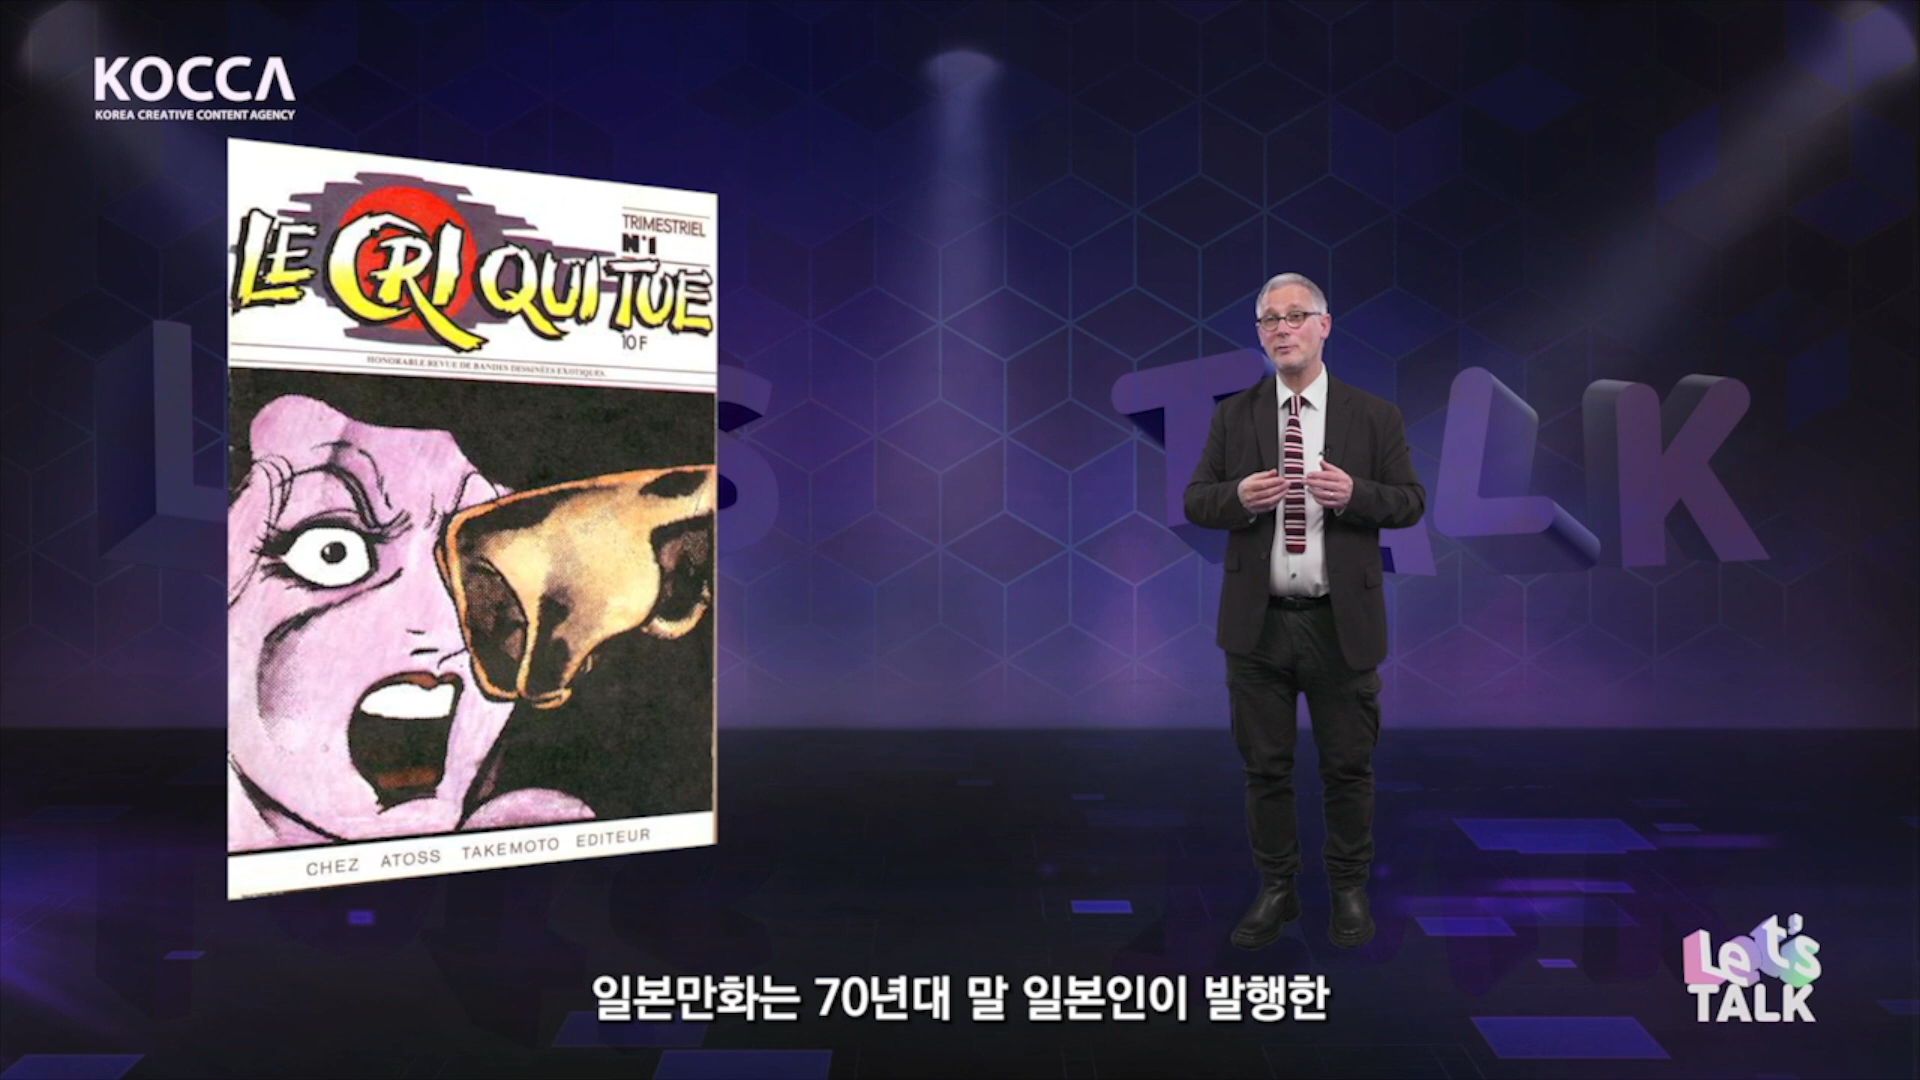 KOCCA
KOREA CREATIVE CONTENT AGENCY
LE CRI QUI TUE
TRIMESTRIEL
N°1
10 F
HONORABLE REVUE DE BANDES DESSINÉES EXOTIQUES.
CHEZ ATOSS TAKEMOTO EDITEUR
TALK
일본만화는 70년대 말 일본인이 발행한
Let's
TALK